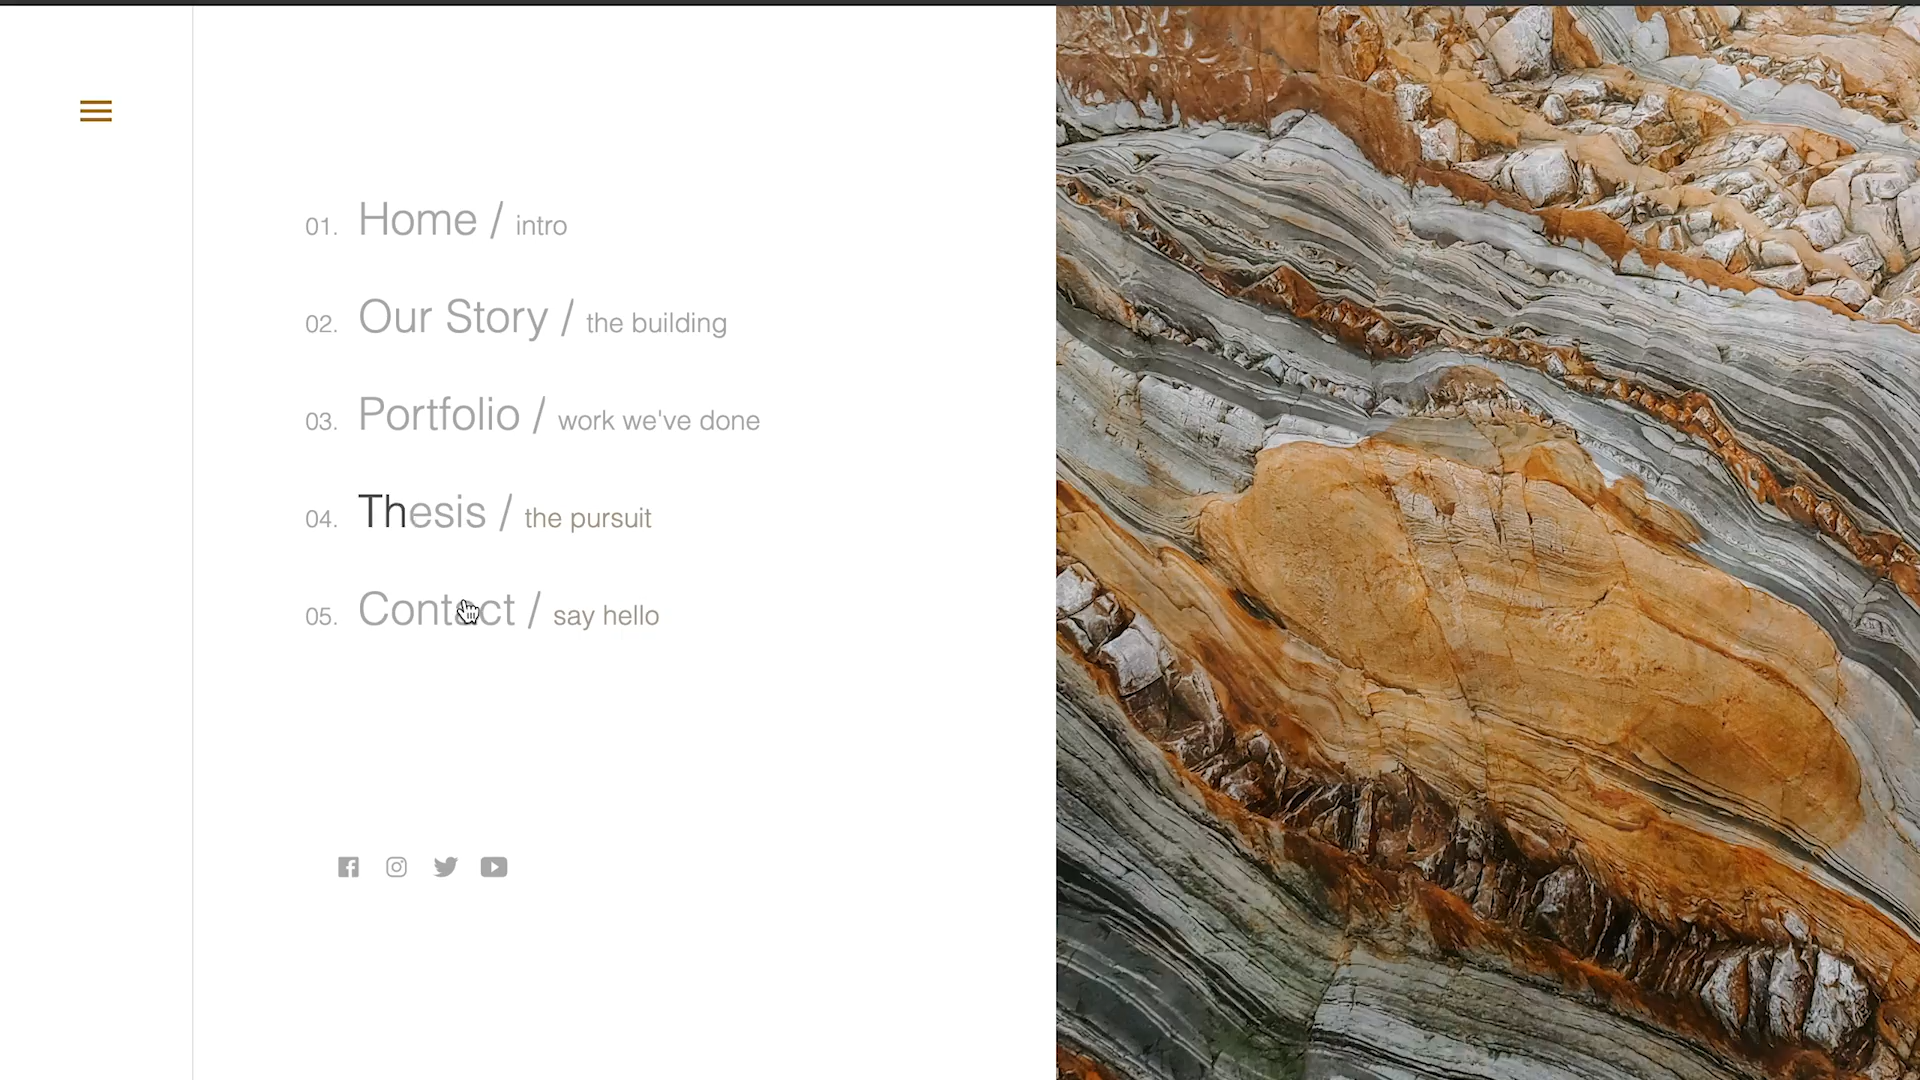 01. Home / intro
02. Our Story / the building
03. Portfolio / work we've done
04. Thesis / the pursuit
05. Contact / say hello